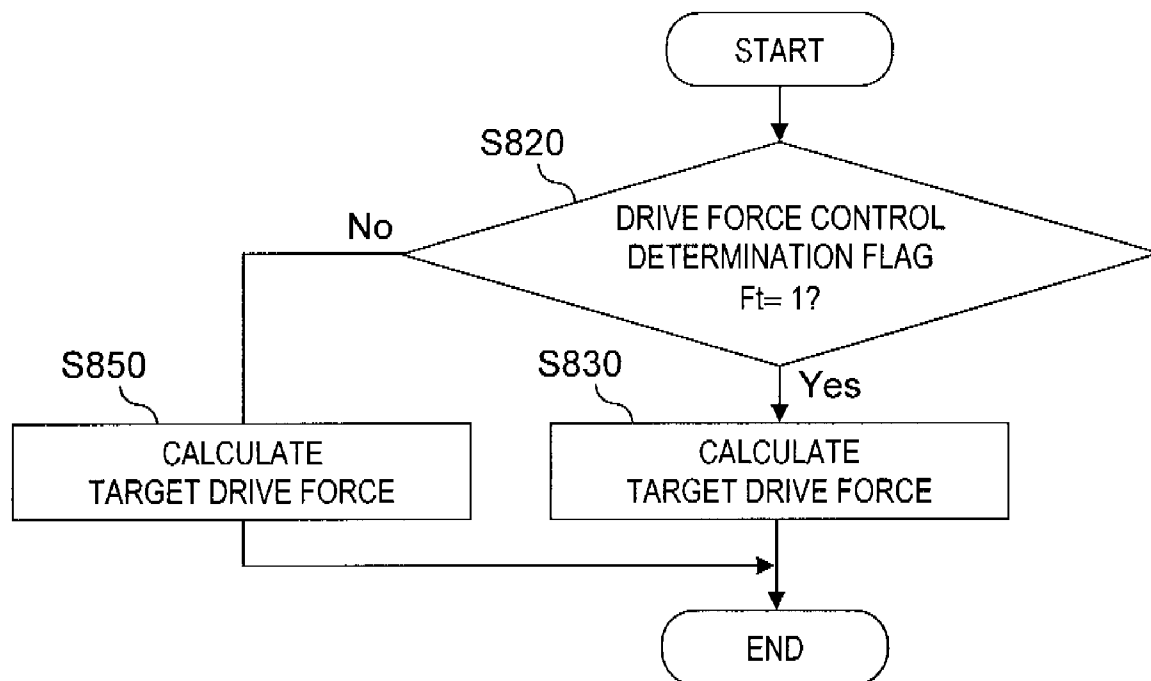 START
S820
No
DRIVE FORCE CONTROL
DETERMINATION FLAG
Ft= 1?
S850
S830
Yes
CALCULATE
TARGET DRIVE FORCE
CALCULATE
TARGET DRIVE FORCE
END